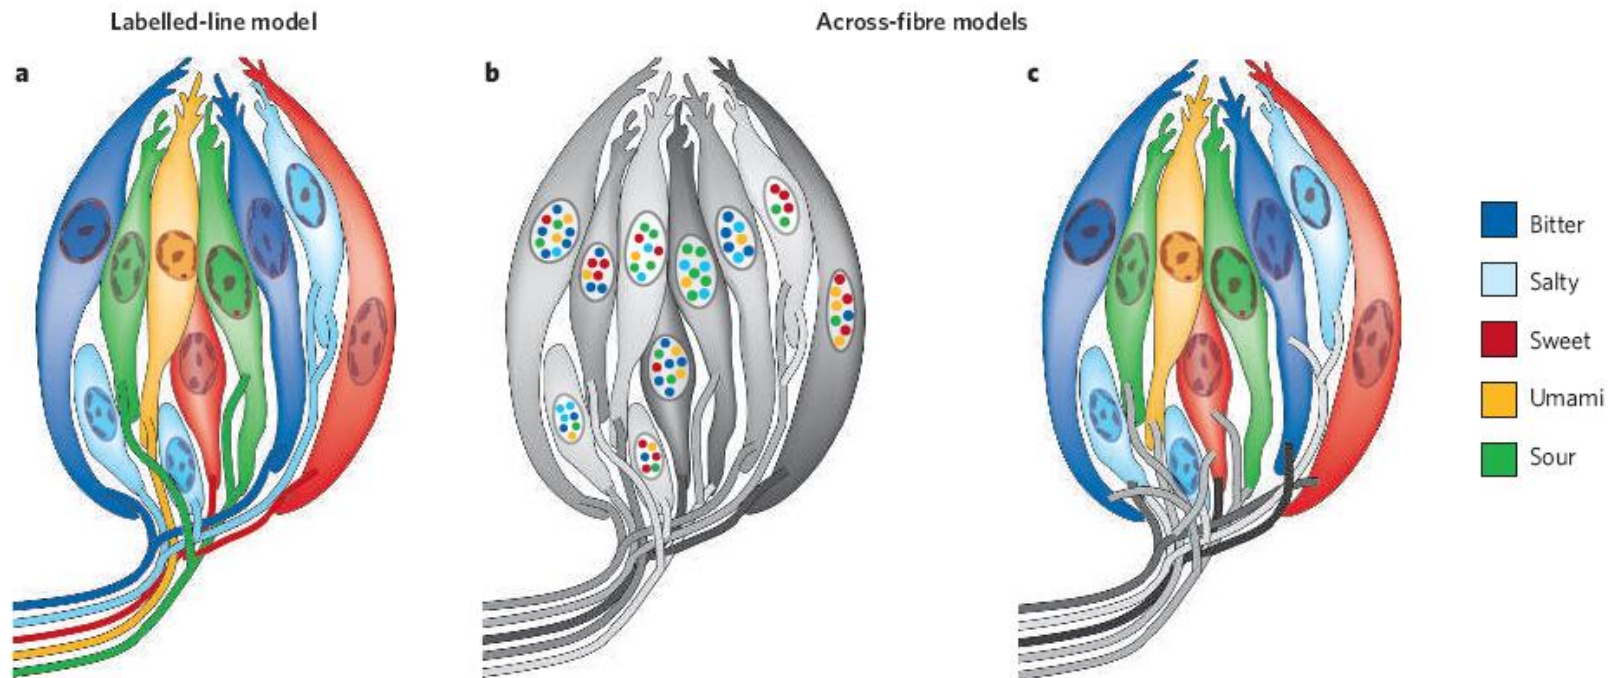 Labelled-line model
Across-fibre models
a
b
c
Bitter
Salty
Sweet
Umami
Sour